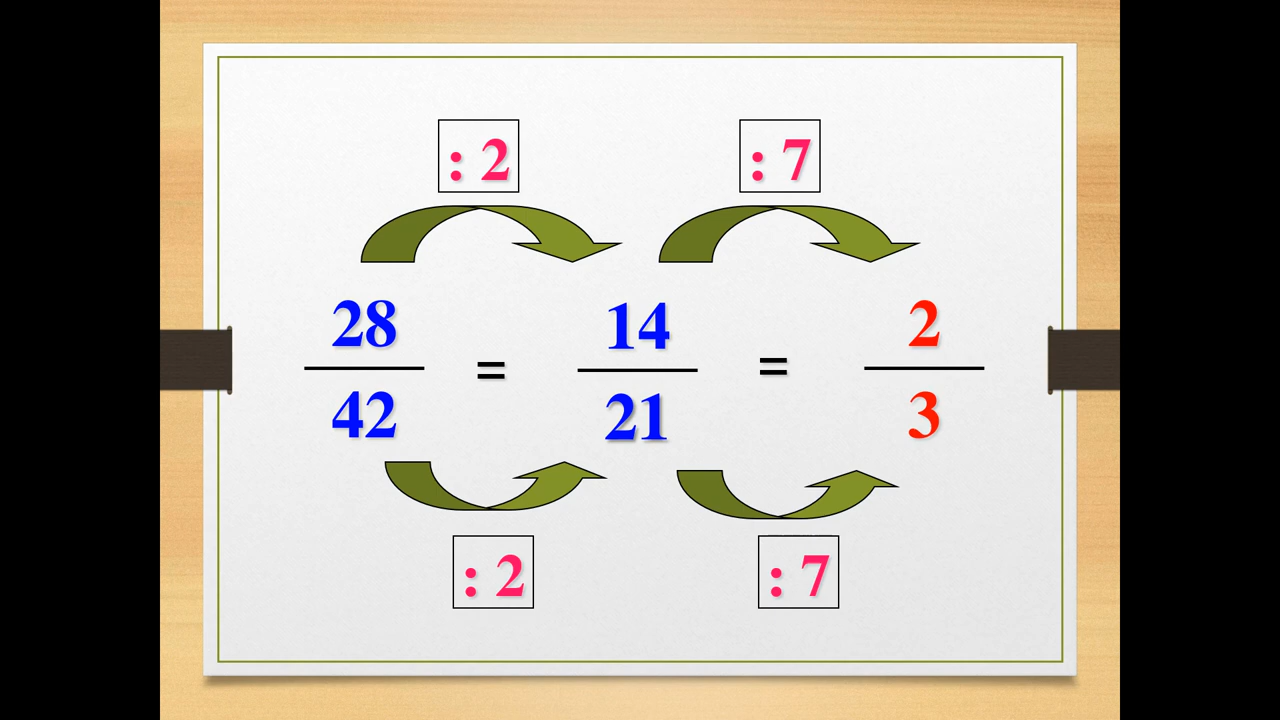 : 2 : 7
28 14 2
= =
42 21 3
: 2 : 7